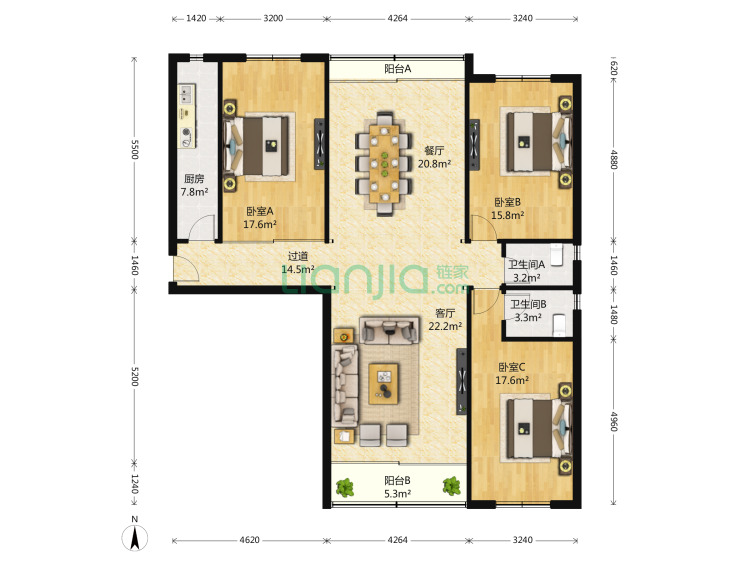 1420 3200 4264 3240
阳台A
620
5500
厨房
7.8m²
卧室A
17.6m²
餐厅
20.8m²
卧室B
15.8m²
4880
1460
过道
14.5m²
卫生间A
3.2m²
1460
lianjia 链家
.com
客厅
22.2m²
卫生间B
3.3m²
1480
5200
卧室C
17.6m²
4960
阳台B
5.3m²
1240
N
4620 4264 3240